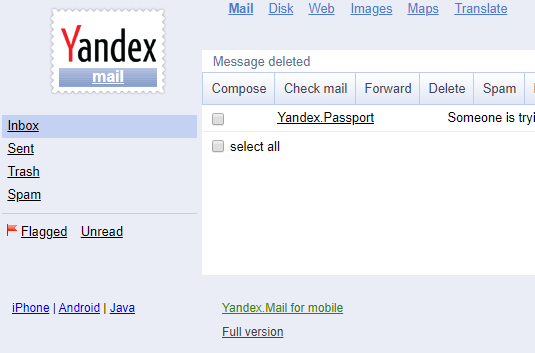 Yandex
mail
Mail Disk Web Images Maps Translate
Message deleted
Compose Check mail Forward Delete Spam
Inbox
Sent
Trash
Spam
Flagged Unread
Yandex.Passport Someone is tryi
select all
iPhone | Android | Java
Yandex.Mail for mobile
Full version